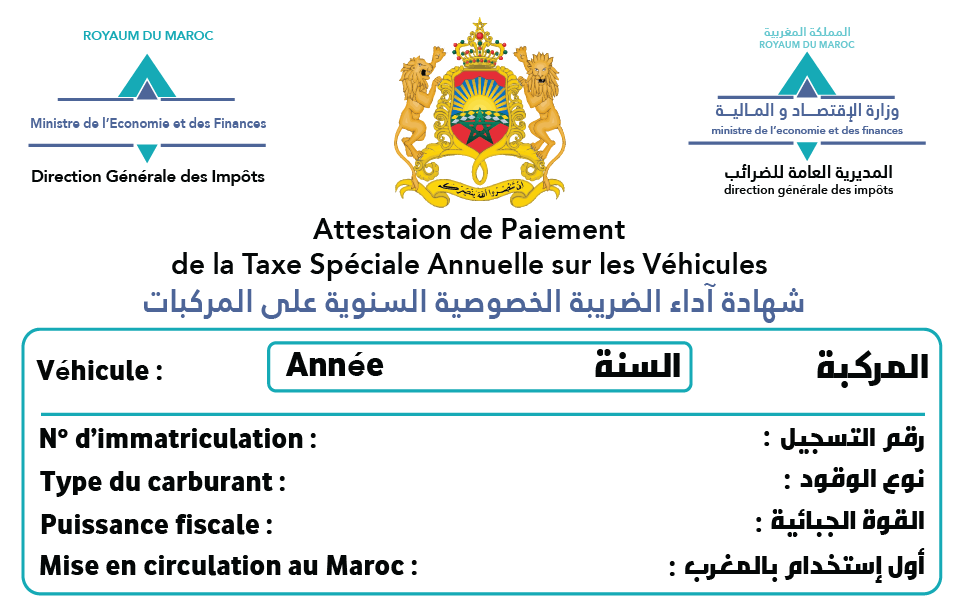 ROYAUM DU MAROC
Ministre de l'Economie et des Finances
Direction Générale des Impôts
المملكة المغربية
ROYAUM DU MAROC
وزارة الإقتصاد و المالية
ministre de l'economie et des finances
المديرية العامة للضرائب
direction générale des impôts
إن تنصروا الله ينصركم
Attestaion de Paiement
de la Taxe Spéciale Annuelle sur les Véhicules
شهادة آداء الضريبة الخصوصية السنوية على المركبات
Véhicule : Année السنة المركبة
N° d'immatriculation : رقم التسجيل :
Type du carburant : نوع الوقود :
Puissance fiscale : القوة الجبائية :
Mise en circulation au Maroc : أول إستخدام بالمغرب :